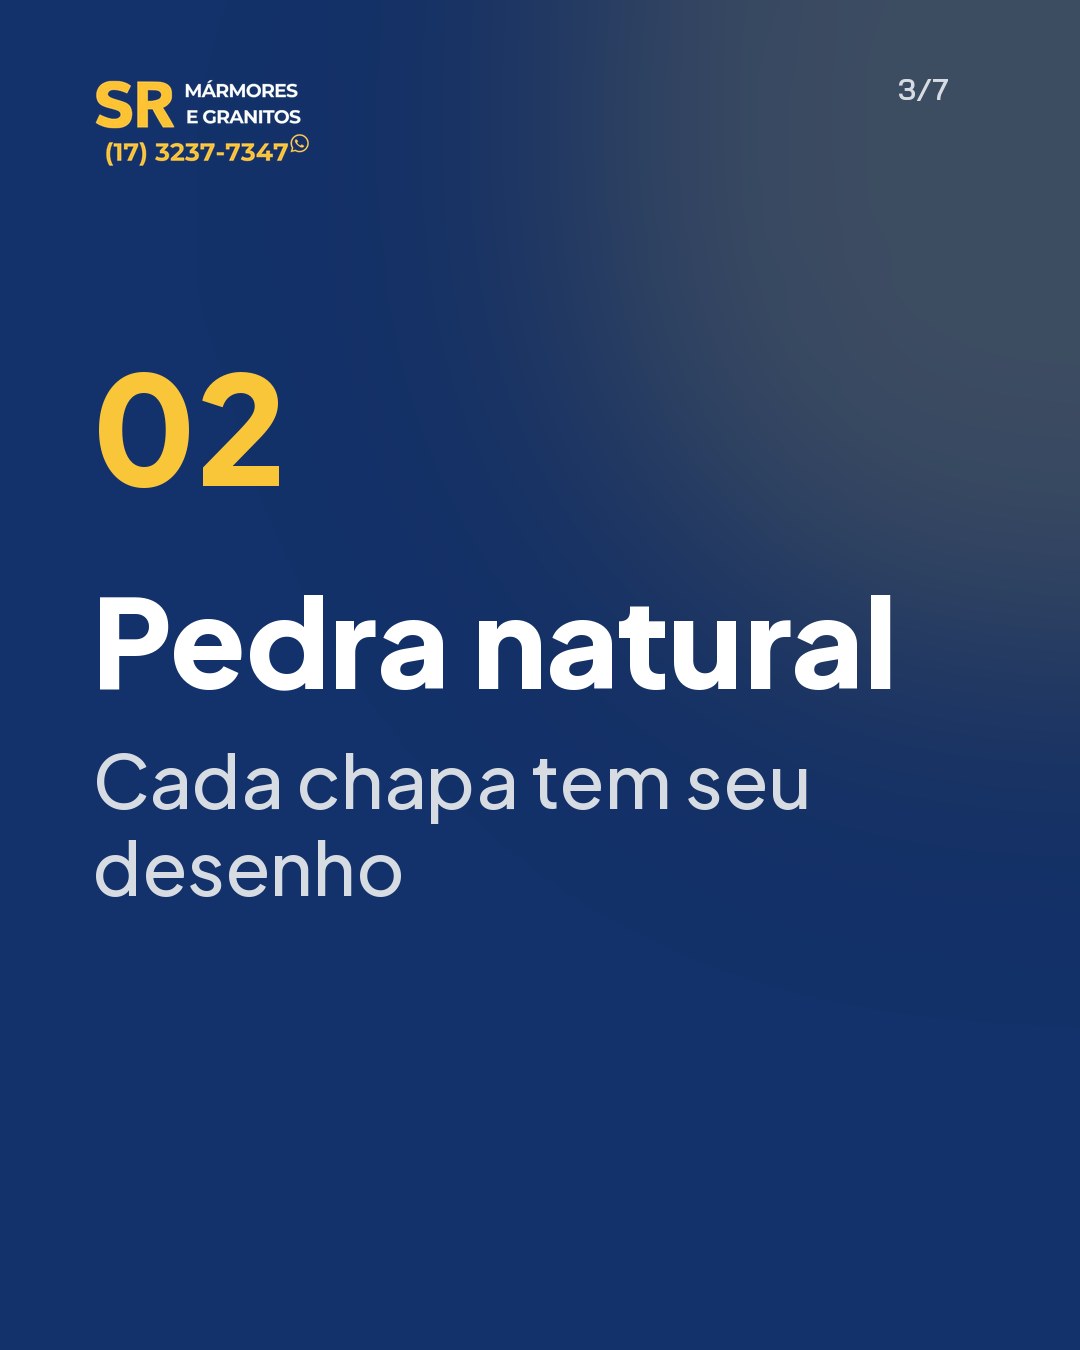 SR MÁRMORES
E GRANITOS
(17) 3237-7347
3/7
02
Pedra natural
Cada chapa tem seu
desenho